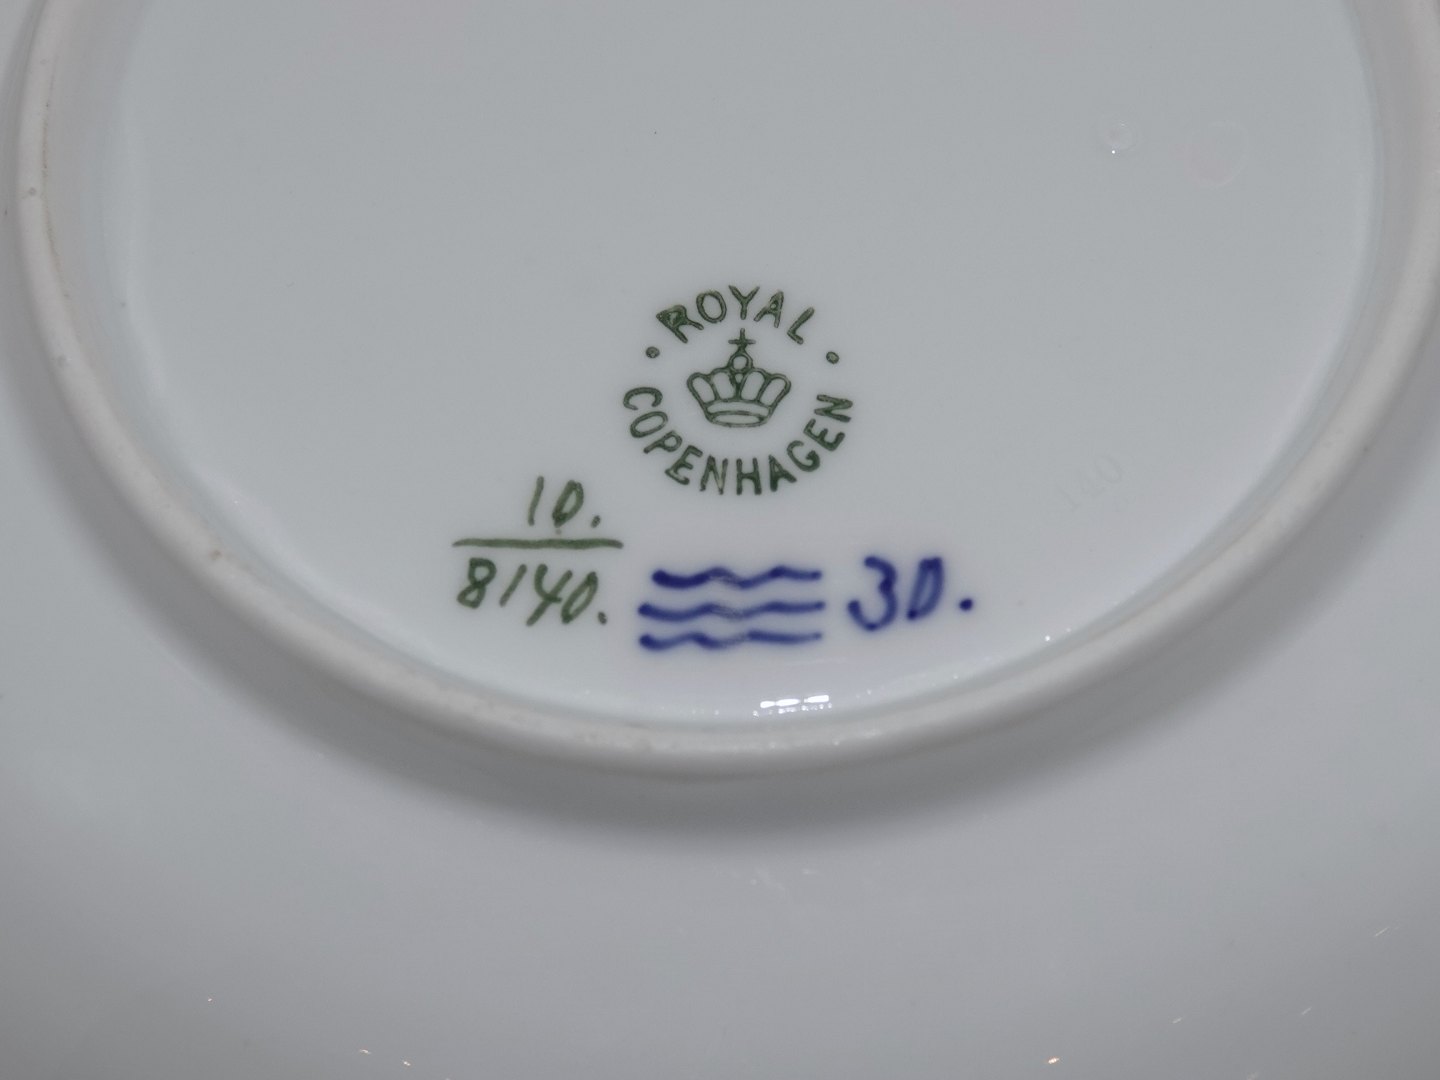 · ROYAL ·
COPENHAGEN
10.
8140.
30.